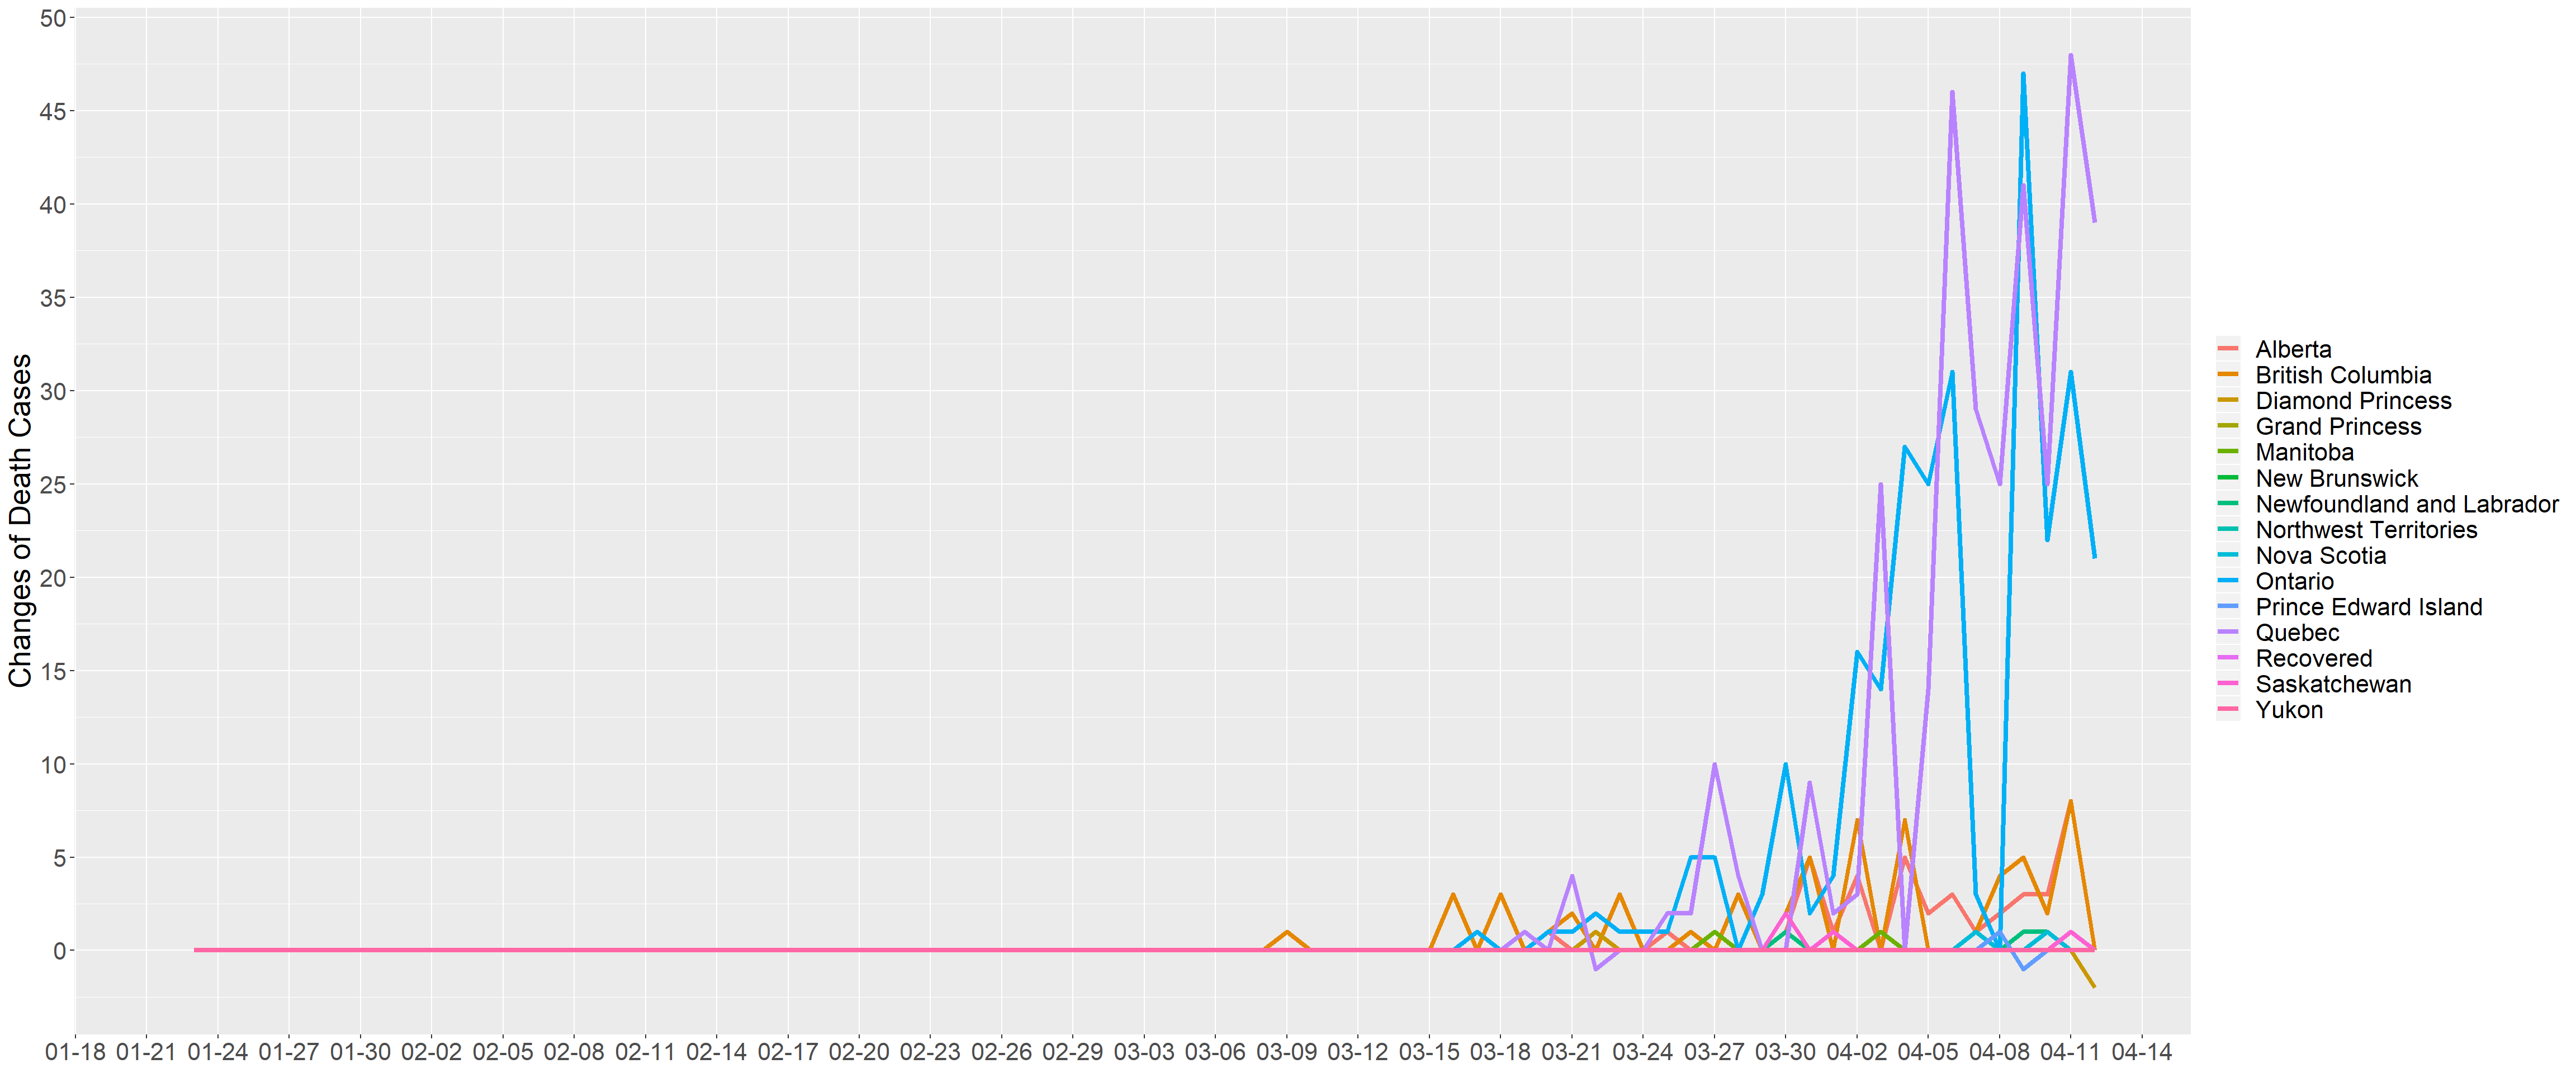 Changes of Death Cases
50
45
40
35
30
25
20
15
10
5
0
01-18 01-21 01-24 01-27 01-30 02-02 02-05 02-08 02-11 02-14 02-17 02-20 02-23 02-26 02-29 03-03 03-06 03-09 03-12 03-15 03-18 03-21 03-24 03-27 03-30 04-02 04-05 04-08 04-11 04-14
Alberta
British Columbia
Diamond Princess
Grand Princess
Manitoba
New Brunswick
Newfoundland and Labrador
Northwest Territories
Nova Scotia
Ontario
Prince Edward Island
Quebec
Recovered
Saskatchewan
Yukon